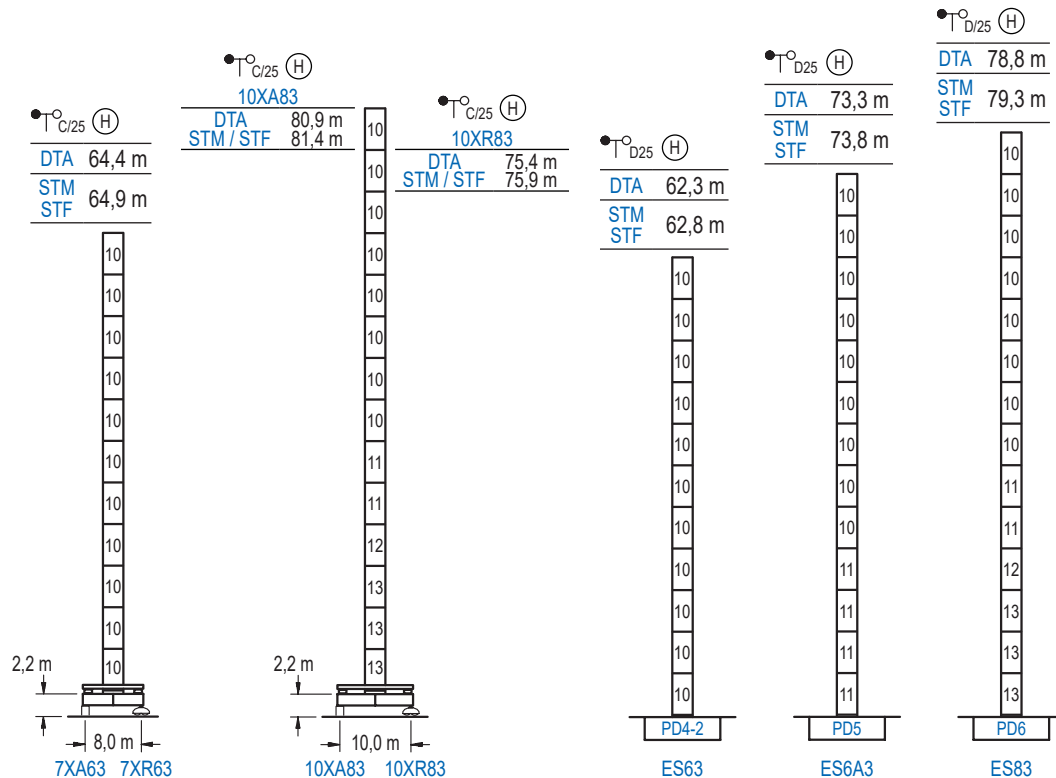 C/25 H
DTA 64,4 m
STM
STF 64,9 m
10
10
10
10
10
10
10
10
10
10
10
2,2 m
8,0 m
7XA63 7XR63
C/25 H
10XA83
DTA 80,9 m
STM / STF 81,4 m
C/25 H
10XR83
DTA 75,4 m
STM / STF 75,9 m
10
10
10
10
10
10
10
10
11
11
12
13
13
13
2,2 m
10,0 m
10XA83 10XR83
D25 H
DTA 62,3 m
STM
STF 62,8 m
10
10
10
10
10
10
10
10
10
10
10
PD4-2
ES63
D25 H
DTA 73,3 m
STM
STF 73,8 m
10
10
10
10
10
10
10
10
10
11
11
11
11
PD5
ES6A3
D/25 H
DTA 78,8 m
STM
STF 79,3 m
10
10
10
10
10
10
10
10
11
11
12
13
13
13
PD6
ES83